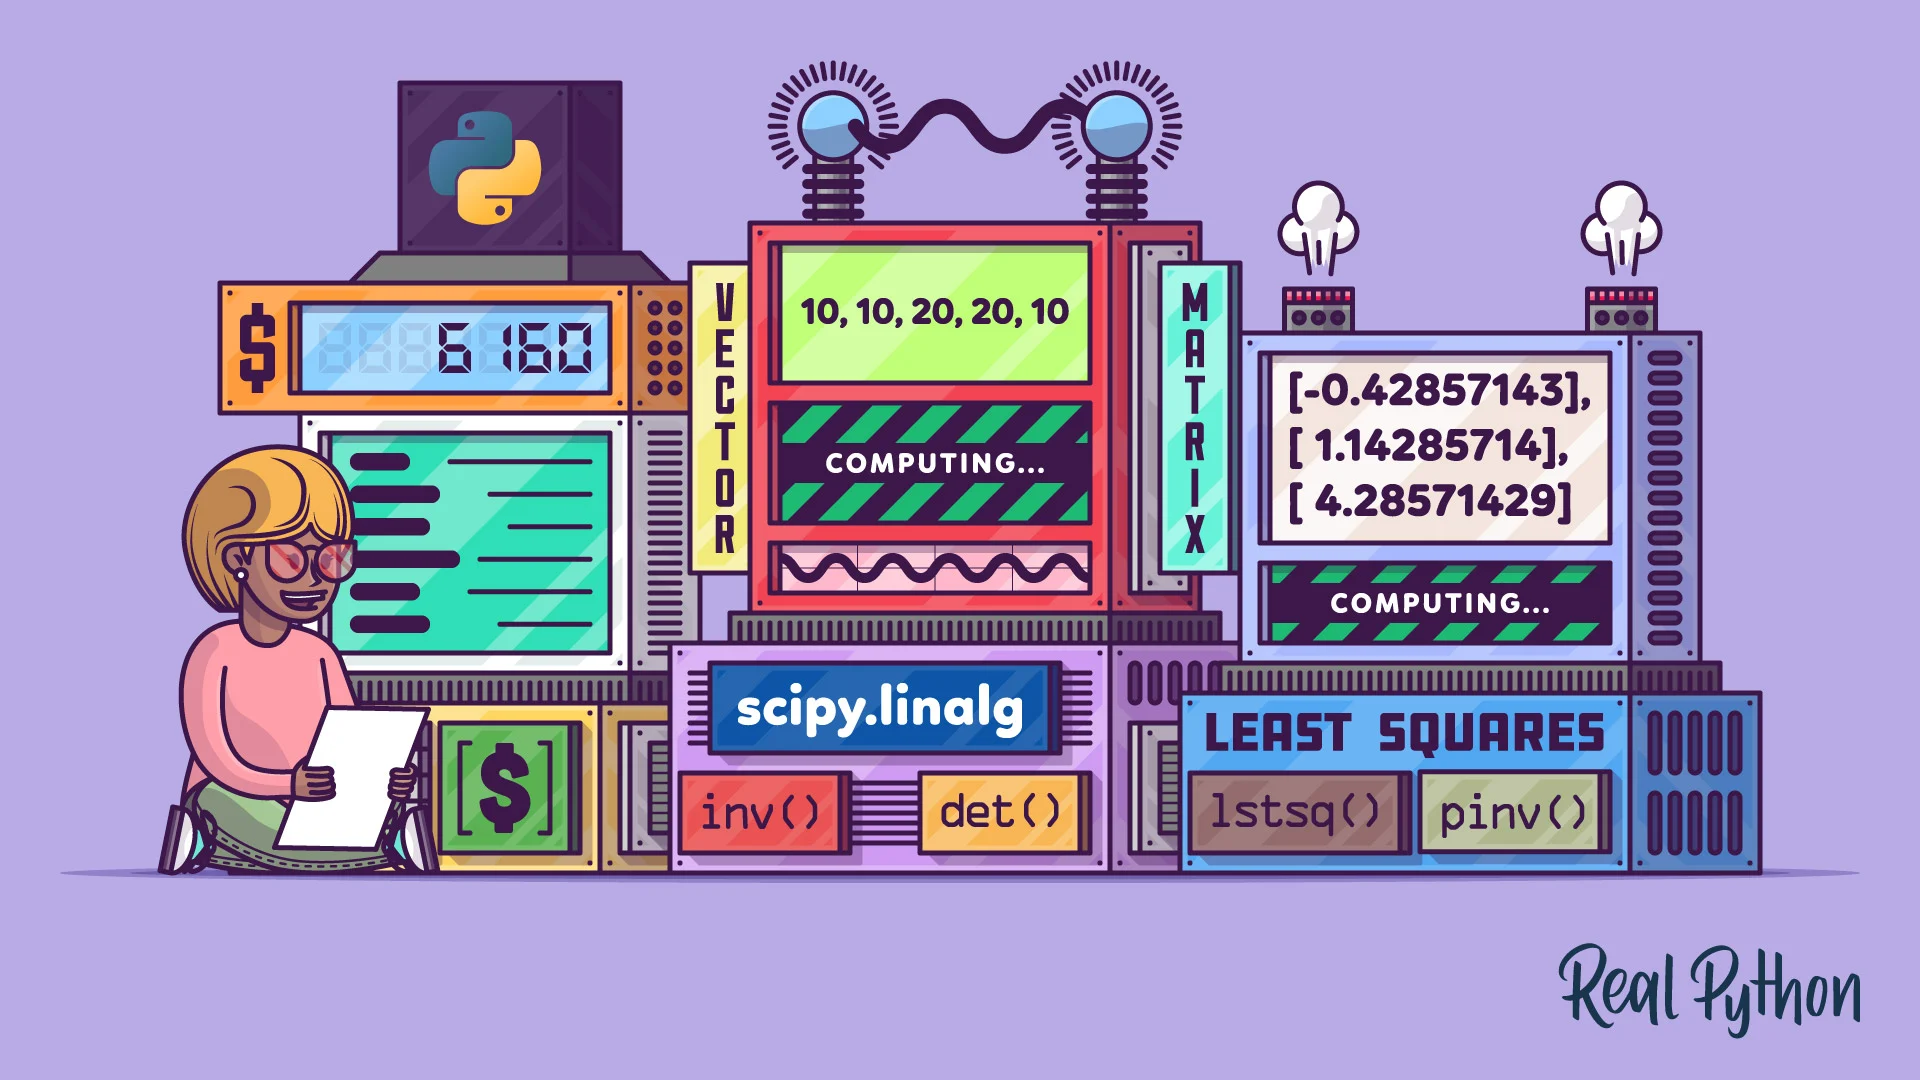 $
6160
VECTOR
10, 10, 20, 20, 10
COMPUTING...
MATRIX
[-0.42857143],
[ 1.14285714],
[ 4.28571429]
COMPUTING...
[$]
scipy.linalg
inv()
det()
LEAST SQUARES
lstsq()
pinv()
Real Python